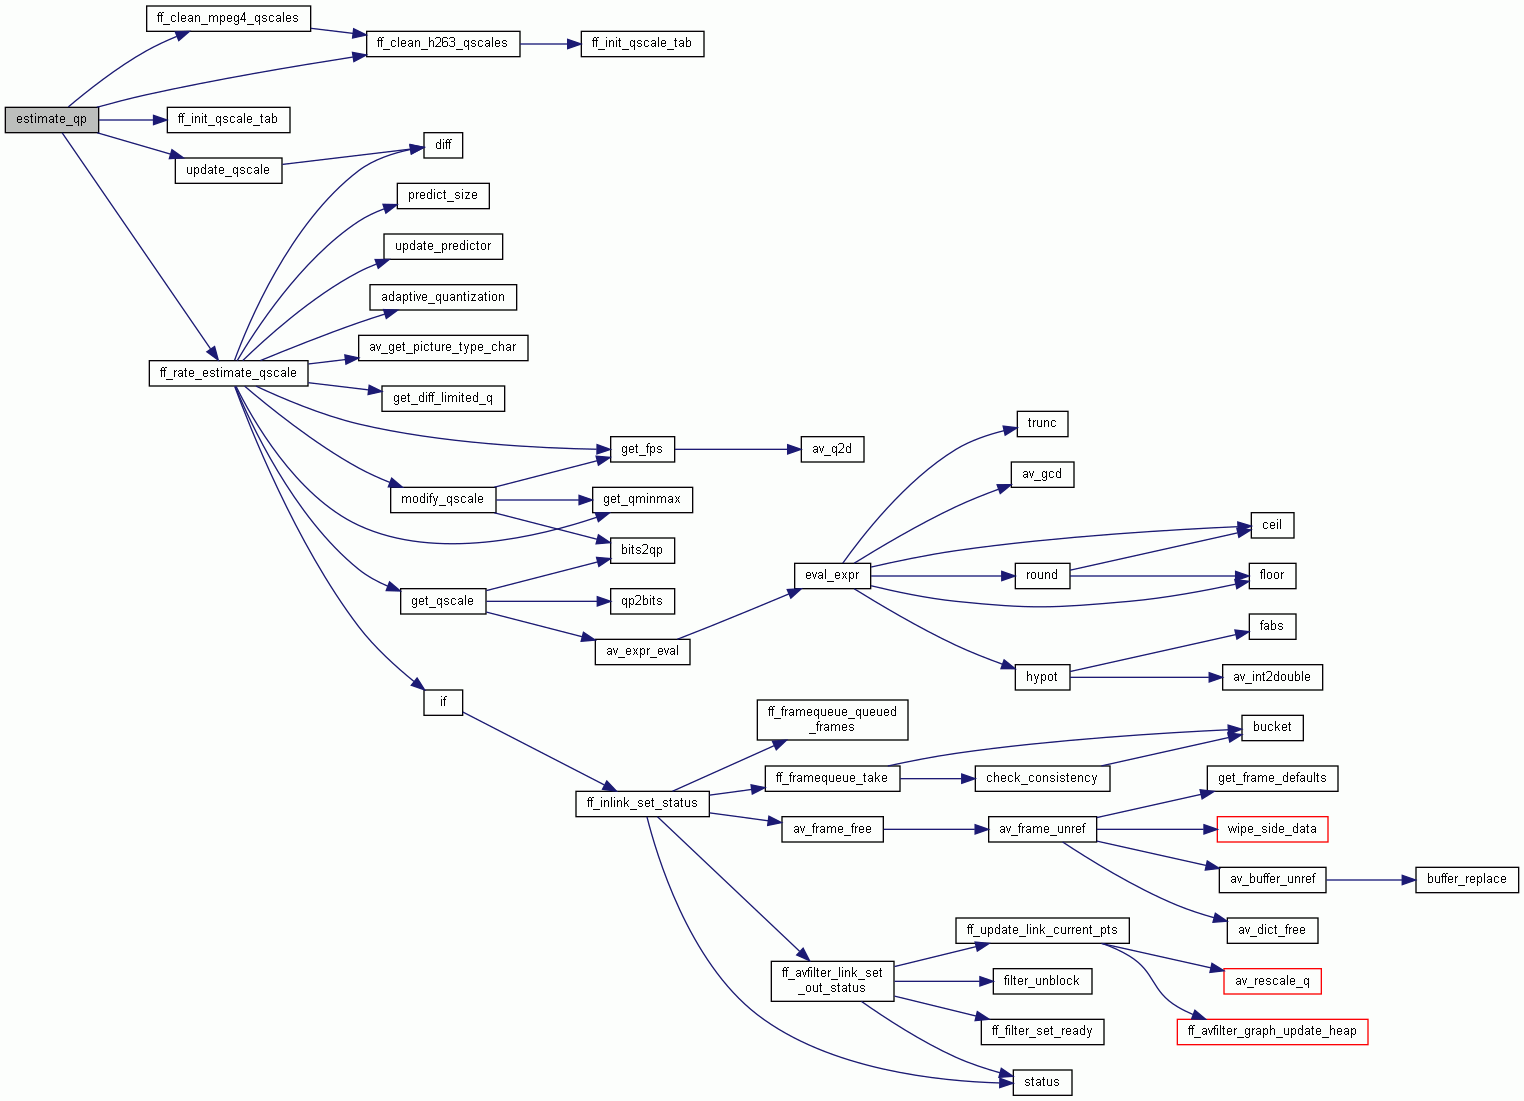 ff_clean_mpeg4_qscales
ff_clean_h263_qscales
ff_init_qscale_tab
estimate_qp
ff_init_qscale_tab
diff
update_qscale
predict_size
update_predictor
adaptive_quantization
av_get_picture_type_char
ff_rate_estimate_qscale
get_diff_limited_q
trunc
get_fps
av_q2d
av_gcd
modify_qscale
get_qminmax
ceil
bits2qp
eval_expr
round
floor
get_qscale
qp2bits
fabs
av_expr_eval
hypot
av_int2double
if
ff_framequeue_queued
_frames
bucket
ff_framequeue_take
check_consistency
get_frame_defaults
ff_inlink_set_status
av_frame_free
av_frame_unref
wipe_side_data
av_buffer_unref
buffer_replace
ff_update_link_current_pts
av_dict_free
ff_avfilter_link_set
_out_status
filter_unblock
av_rescale_q
ff_filter_set_ready
ff_avfilter_graph_update_heap
status